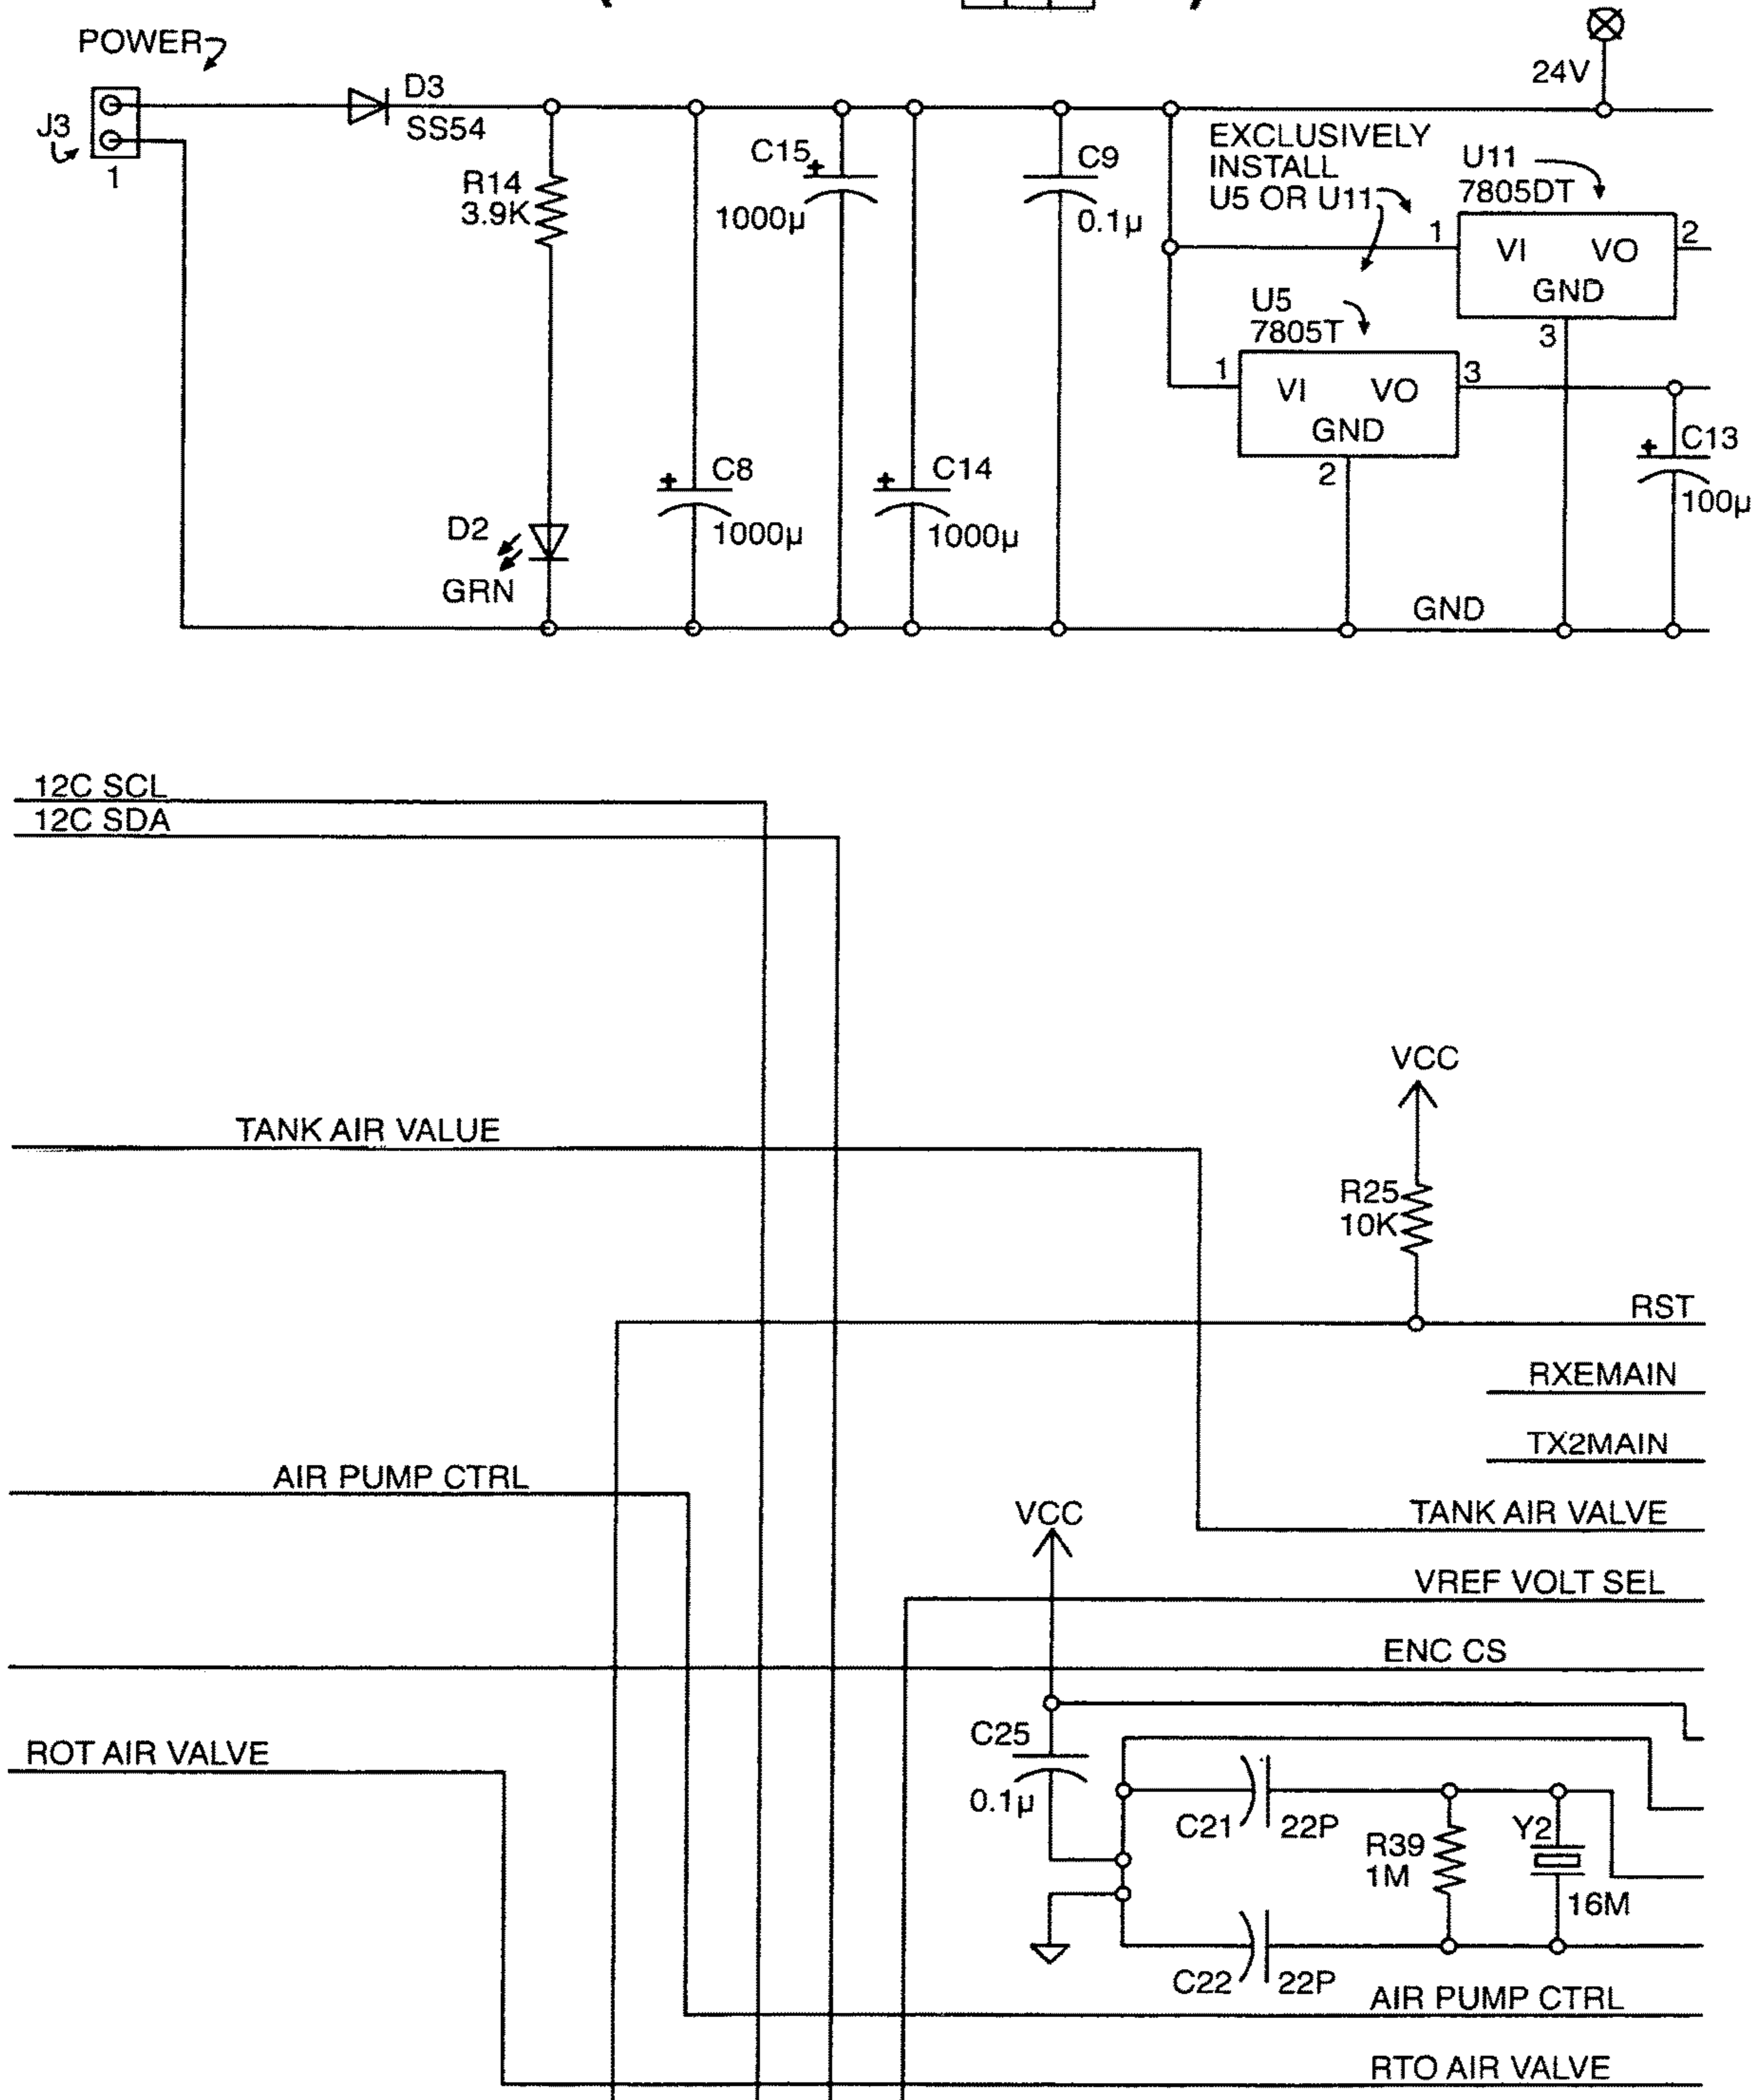 POWER
24V
D3
SS54
J3
1
R14
3.9K
C15
+
1000µ
C9
0.1µ
EXCLUSIVELY
INSTALL
U5 OR U11
U11
7805DT
1
VI VO
2
GND
3
U5
7805T
1
VI VO
3
GND
2
+
C13
100µ
D2
GRN
+
C8
1000µ
+
C14
1000µ
GND
12C SCL
12C SDA
TANK AIR VALUE
VCC
R25
10K
RST
RXEMAIN
TX2MAIN
AIR PUMP CTRL
VCC
TANK AIR VALVE
VREF VOLT SEL
ENC CS
ROT AIR VALVE
C25
0.1µ
C21
22P
R39
1M
Y2
16M
C22
22P
AIR PUMP CTRL
RTO AIR VALVE